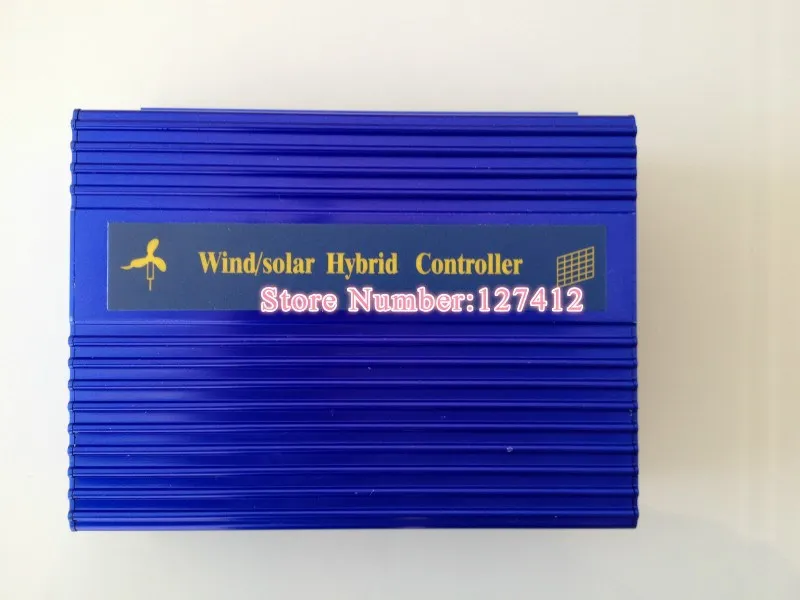 Wind/solar Hybrid Controller
Store Number:127412